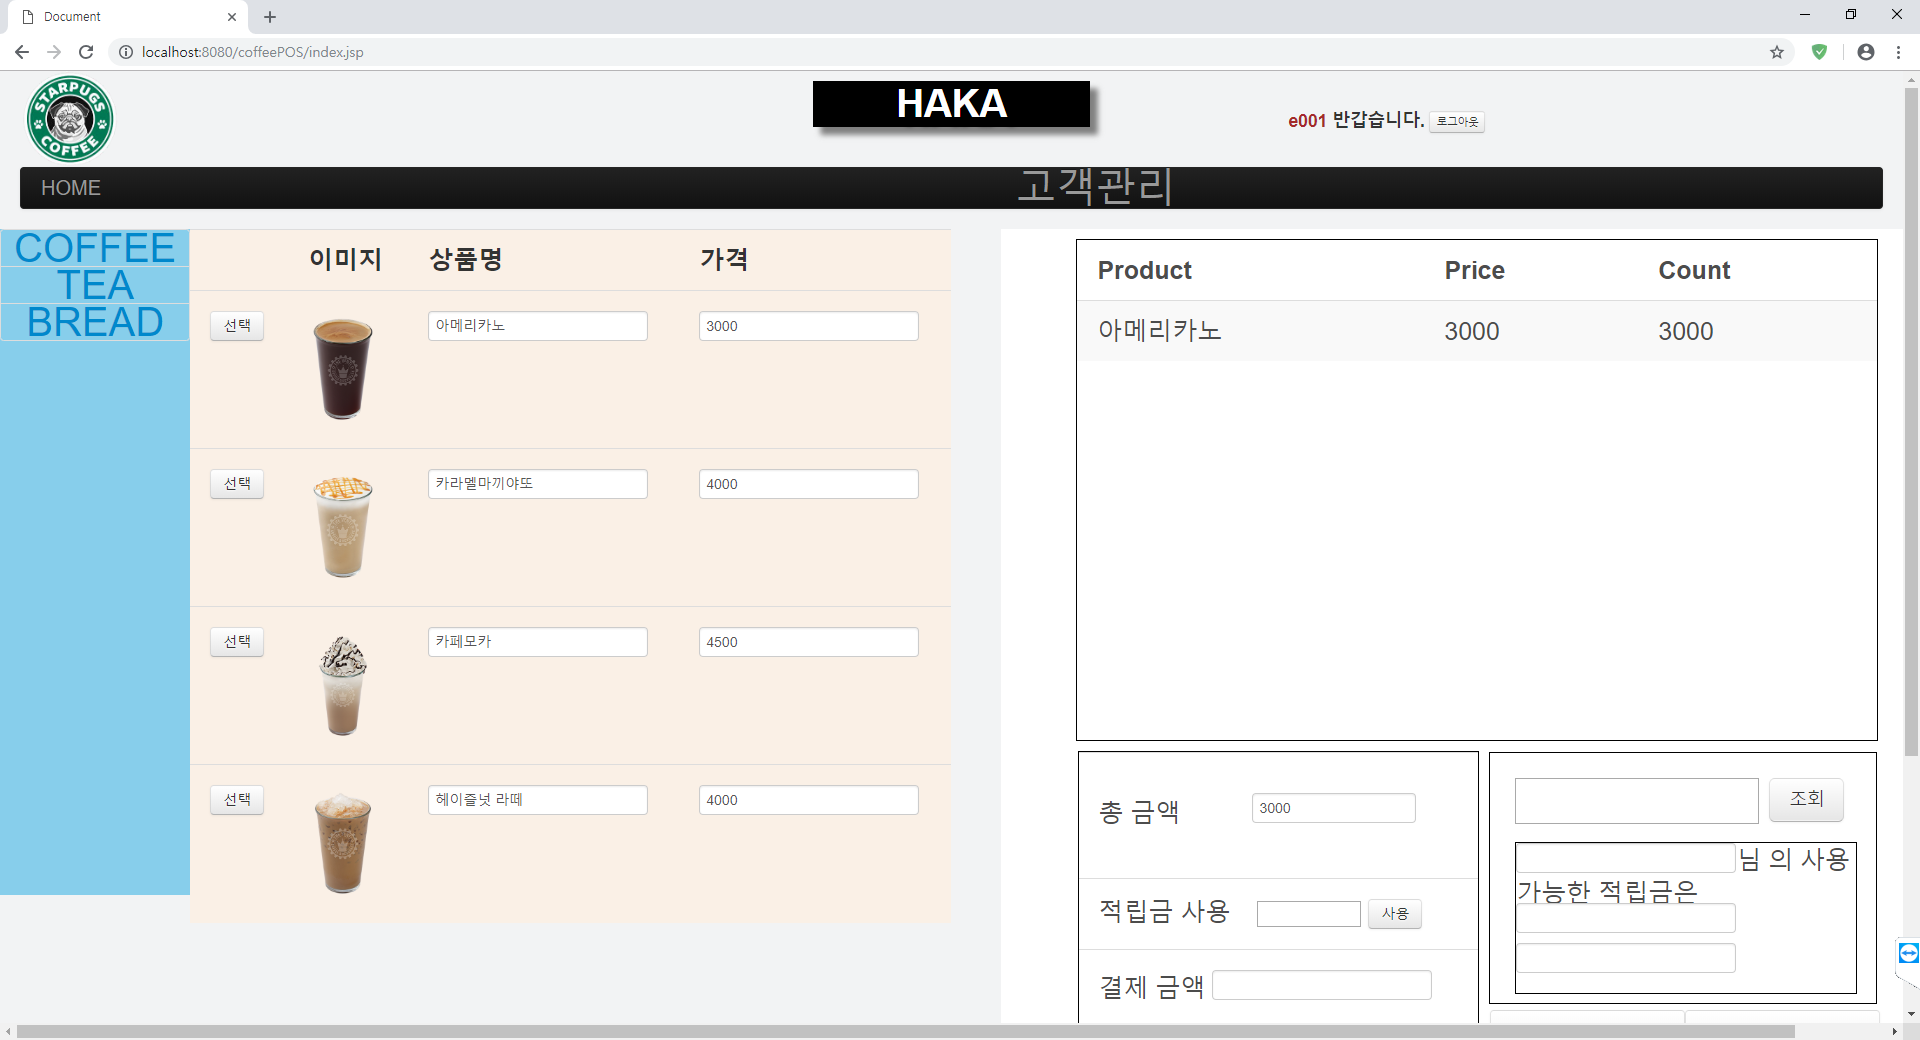 Document
localhost:8080/coffeePOS/index.jsp
STARPUGS
COFFEE
HAKA
e001 반갑습니다. 로그아웃
HOME
고객관리
COFFEE
TEA
BREAD
이미지 상품명 가격
선택 아메리카노 3000
선택 카라멜마끼야또 4000
선택 카페모카 4500
선택 헤이즐넛 라떼 4000
Product Price Count
아메리카노 3000 3000
총 금액 3000
적립금 사용 사용
결제 금액
조회
님 의 사용
가능한 적립금은